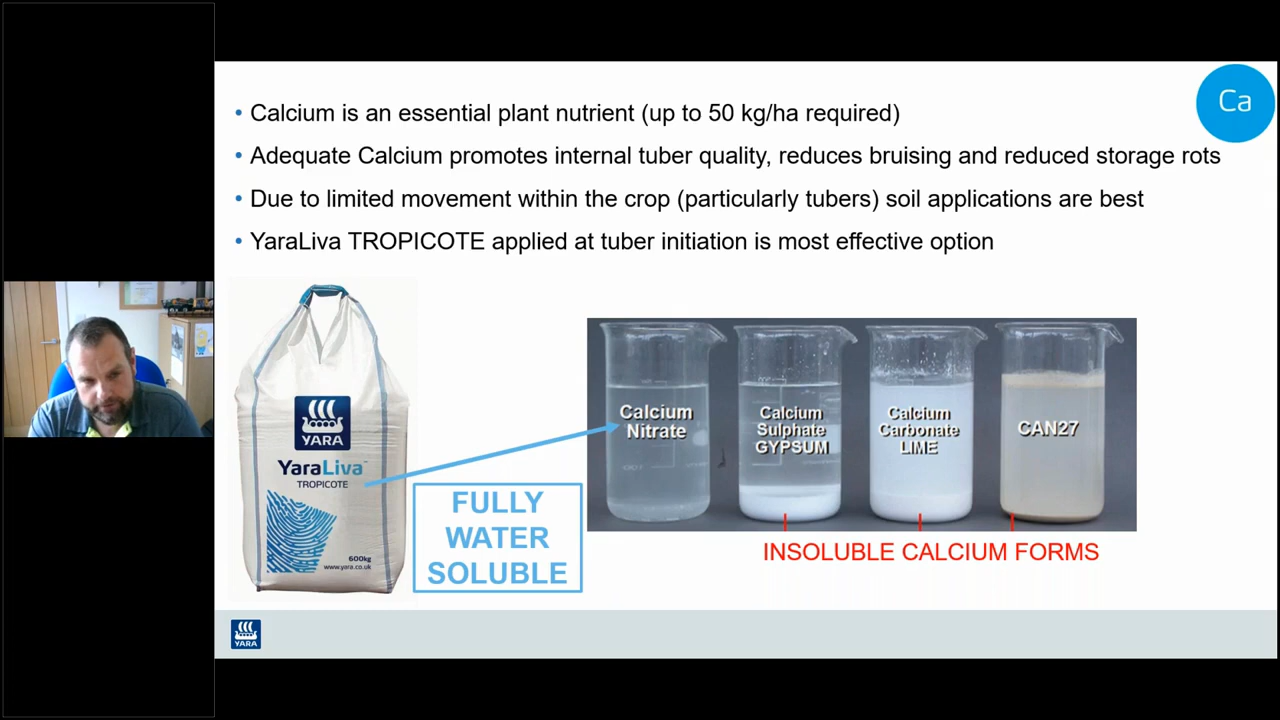 Ca
• Calcium is an essential plant nutrient (up to 50 kg/ha required)
• Adequate Calcium promotes internal tuber quality, reduces bruising and reduced storage rots
• Due to limited movement within the crop (particularly tubers) soil applications are best
• YaraLiva TROPICOTE applied at tuber initiation is most effective option
YARA
YaraLiva™
TROPICOTE
600kg
www.yara.co.uk
FULLY
WATER
SOLUBLE
Calcium
Nitrate
Calcium
Sulphate
GYPSUM
Calcium
Carbonate
LIME
CAN27
INSOLUBLE CALCIUM FORMS
YARA